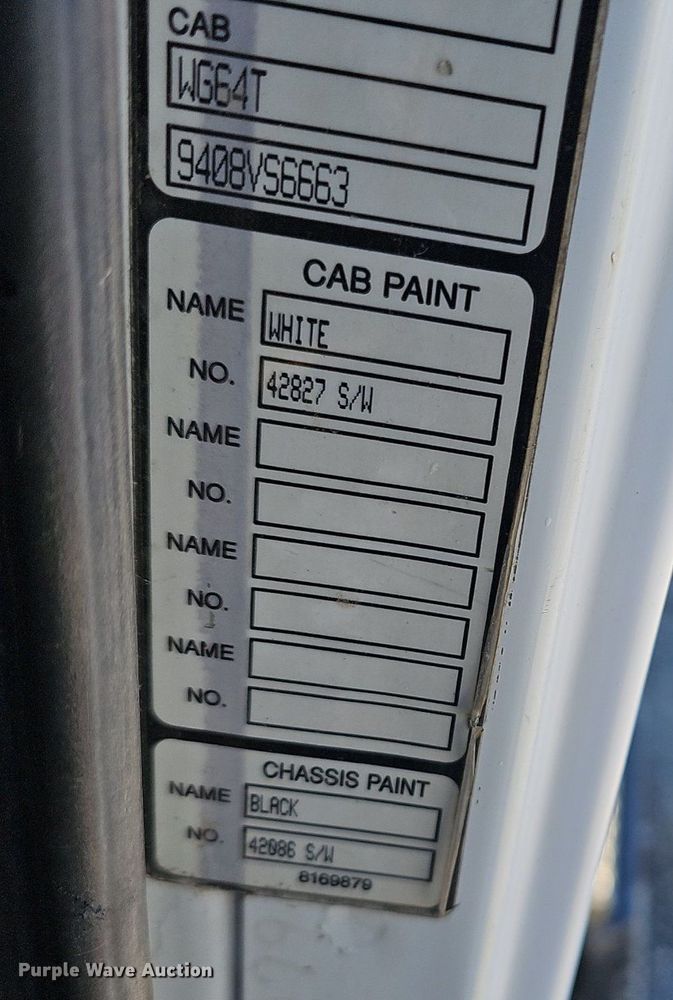 CAB
WG64T
9408VS6663
CAB PAINT
NAME WHITE
NO. 42827 S/W
NAME
NO.
NAME
NO.
NAME
NO.
CHASSIS PAINT
NAME BLACK
NO. 42086 S/W
8169879
Purple Wave Auction